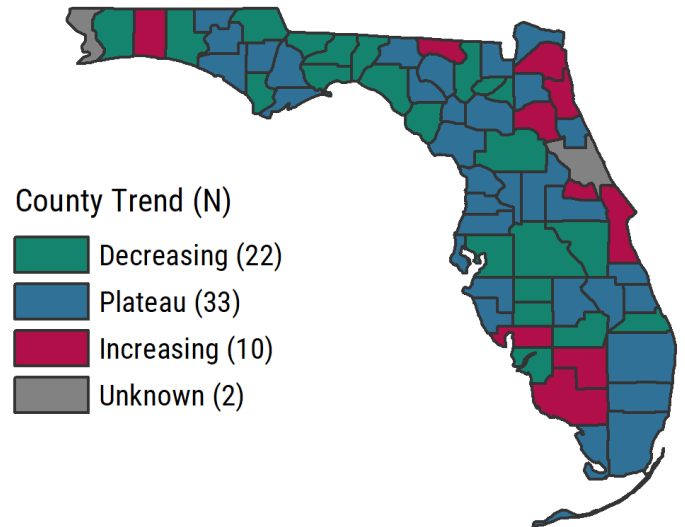 County Trend (N)
Decreasing (22)
Plateau (33)
Increasing (10)
Unknown (2)